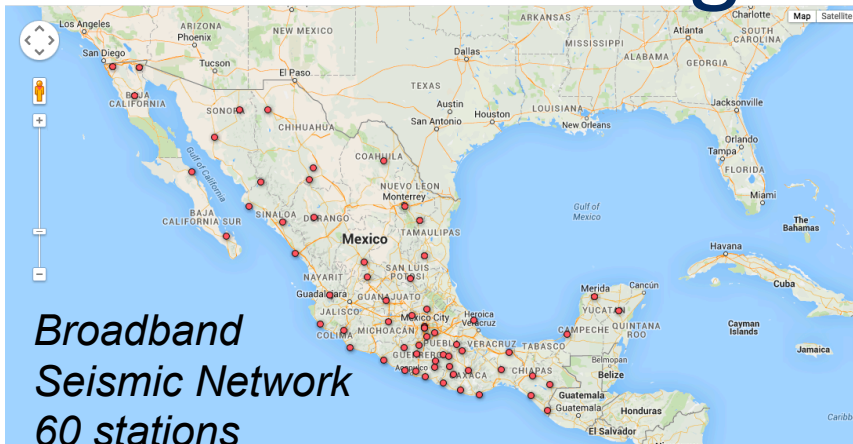 g
Los Angeles
ARIZONA
Phoenix
NEW MEXICO
ARKANSAS
Charlotte
Map Satellite
Atlanta
SOUTH CAROLINA
San Diego
Dallas
MISSISSIPPI
ALABAMA
GEORGIA
Tucson
El Paso
BAJA CALIFORNIA
TEXAS
Jacksonville
SONORA
Austin
LOUISIANA
CHIHUAHUA
San Antonio
Houston
New Orleans
Orlando
Tampa
COAHUILA
FLORIDA
Gulf of California
NUEVO LEON
Monterrey
Miami
BAJA CALIFORNIA SUR
SINALOA
DURANGO
Gulf of Mexico
The Bahamas
Mexico
TAMAULIPAS
Havana
NAYARIT
SAN LUIS POTOSI
Merida
Cancún
Cuba
Guadalajara
GUANAJUATO
YUCATAN
JALISCO
Mexico City
Heroica Veracruz
COLIMA
MICHOACAN
PUEBLA
VERACRUZ
TABASCO
CAMPECHE
QUINTANA ROO
Cayman Islands
GUERRERO
Jamaica
Acapulco
OAXACA
CHIAPAS
Belmopan
Belize
Guatemala
Guatemala
Honduras
El Salvador
Caribb
Broadband
Seismic Network
60 stations